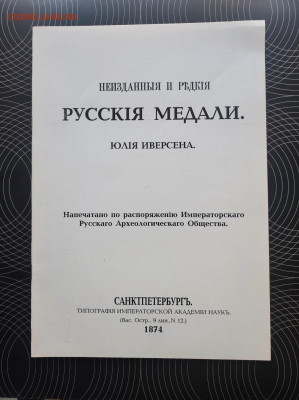 НЕИЗДАННЫЯ И РѢДКІЯ
РУССКІЯ МЕДАЛИ.
ЮЛІЯ ИВЕРСЕНА.
Напечатано по распоряженію Императорскаго
Русскаго Археологическаго Общества.
САНКТПЕТЕРБУРГЪ.
ТИПОГРАФІЯ ИМПЕРАТОРСКОЙ АКАДЕМІИ НАУКЪ.
(Вас. Остр., 9 лин., N 12.)
1874